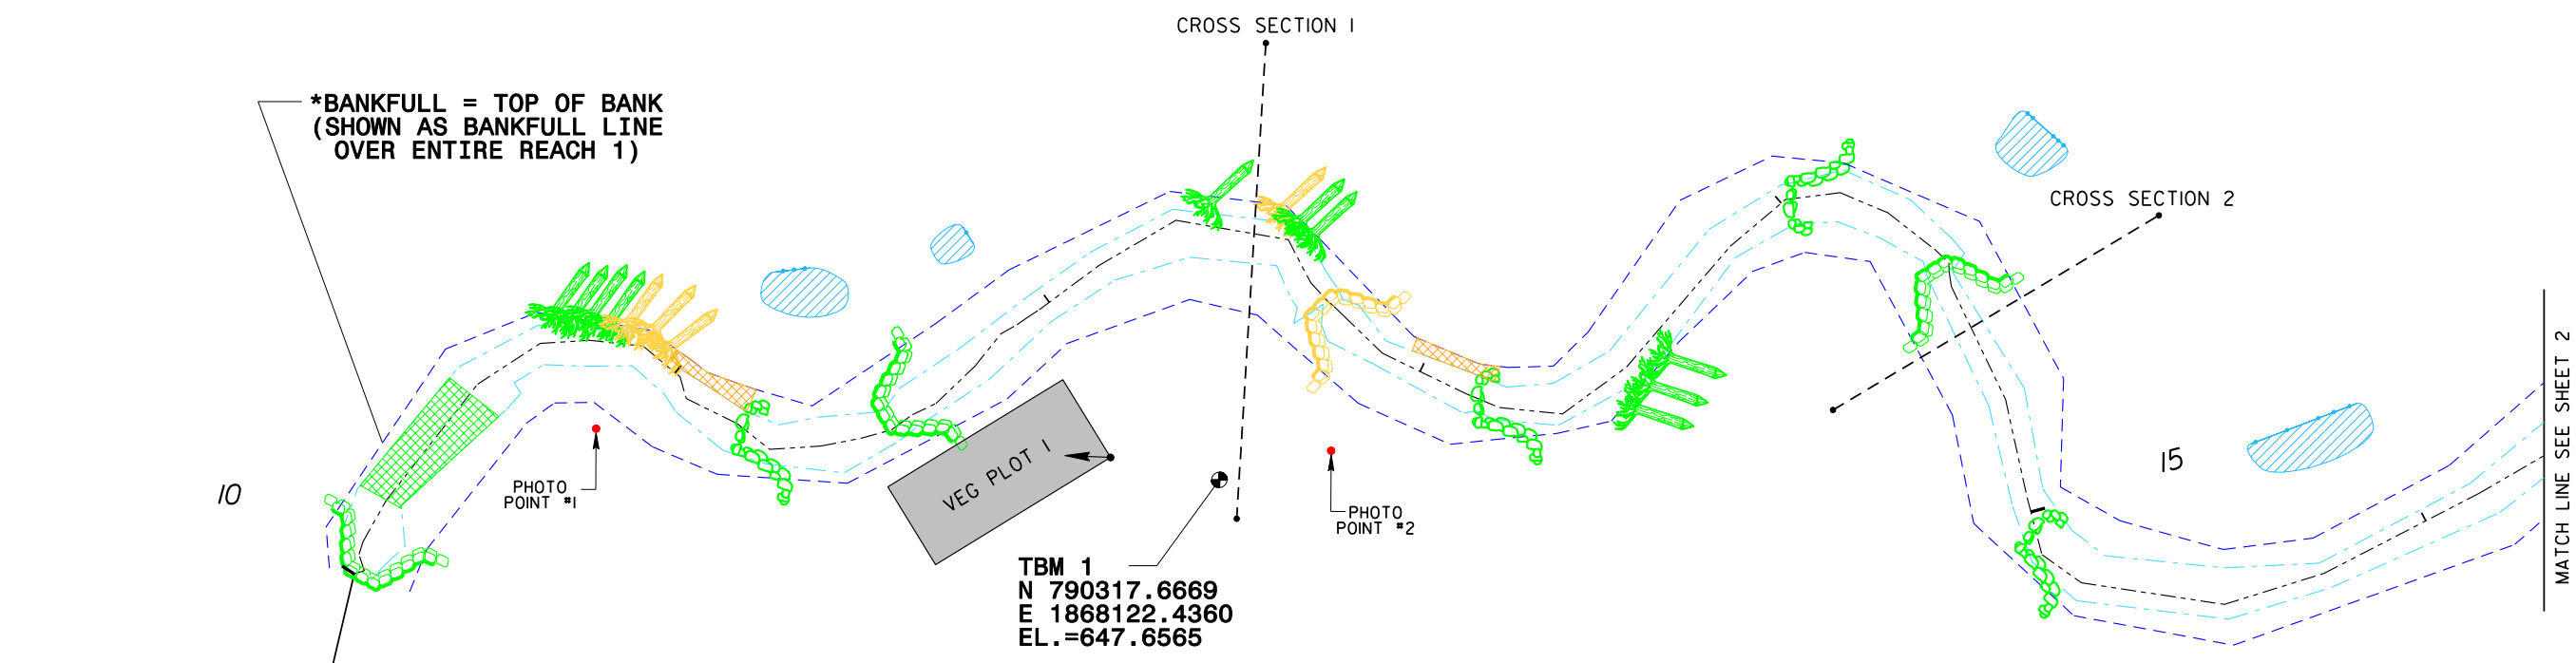 CROSS SECTION 1
*BANKFULL = TOP OF BANK
(SHOWN AS BANKFULL LINE
OVER ENTIRE REACH 1)
CROSS SECTION 2
10
PHOTO
POINT #1
VEG PLOT 1
PHOTO
POINT #2
15
TBM 1
N 790317.6669
E 1868122.4360
EL.=647.6565
MATCH LINE SEE SHEET 2